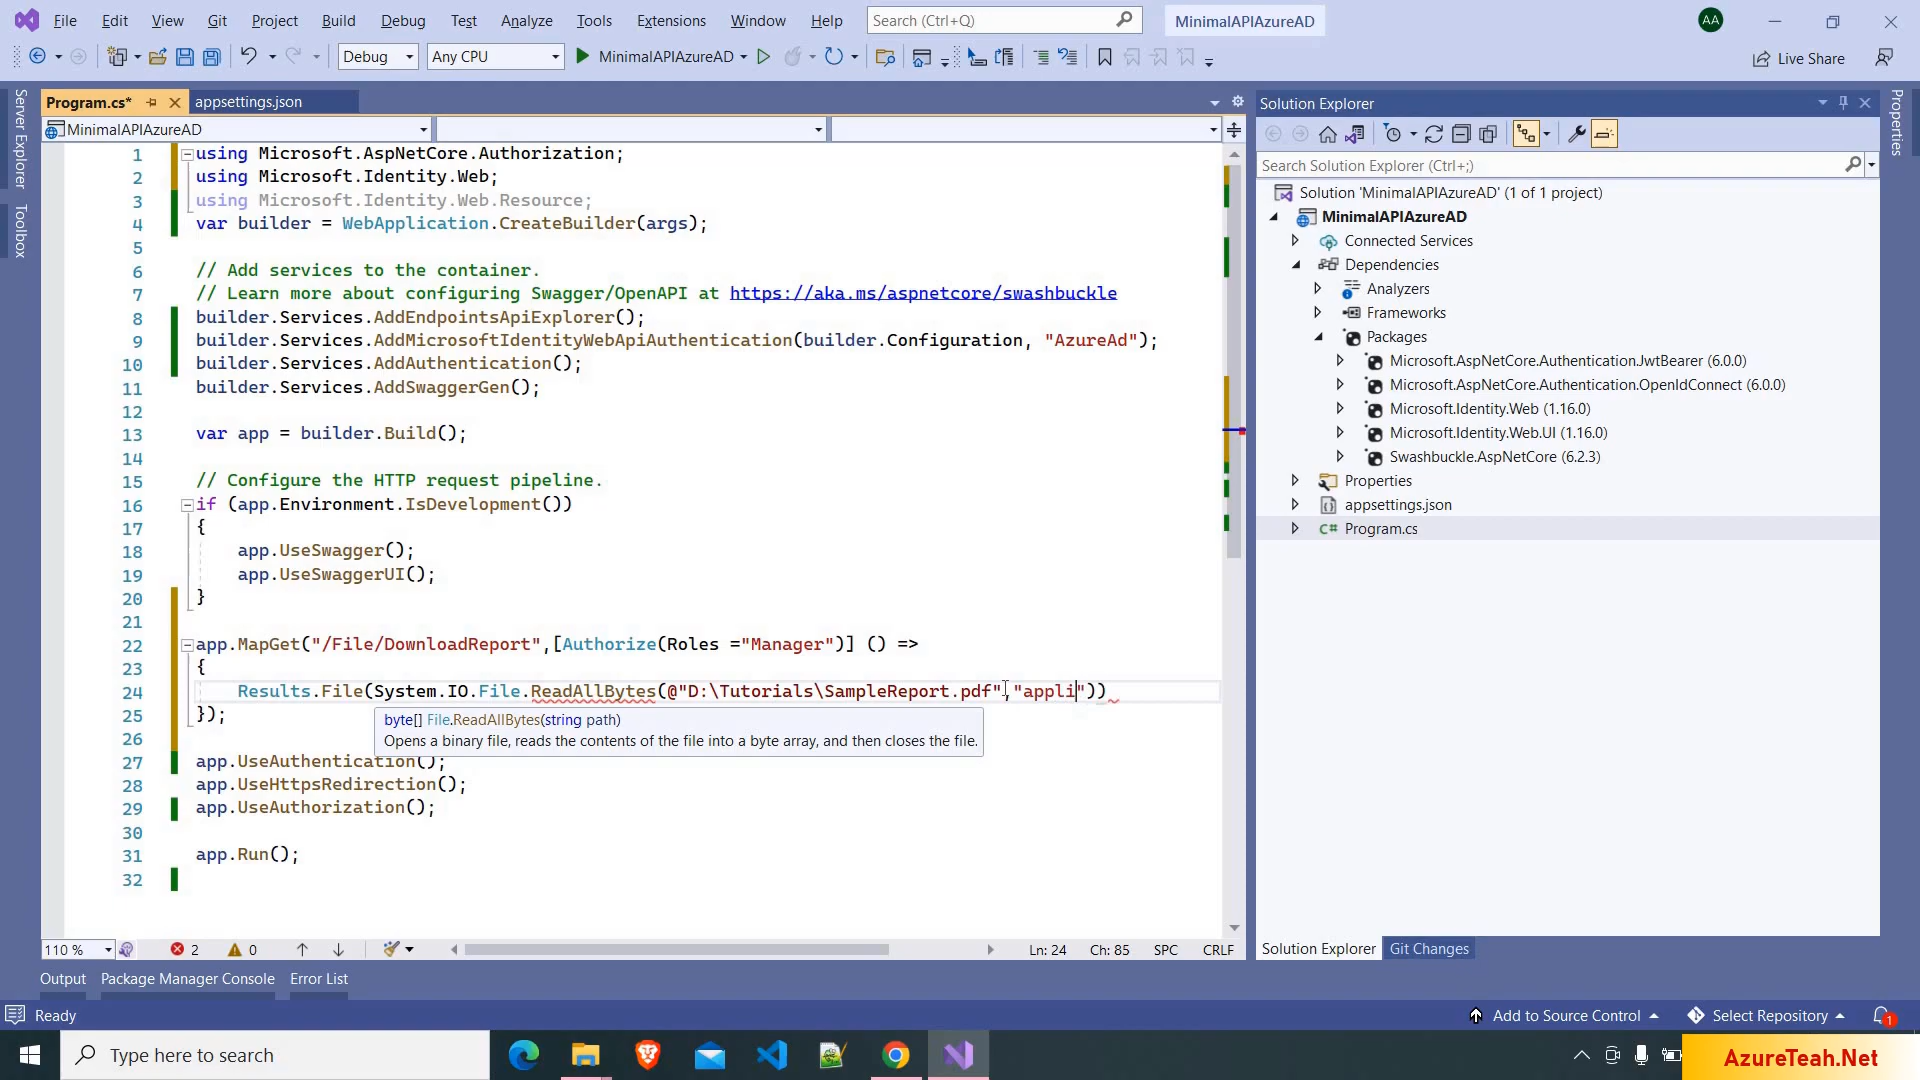 File Edit View Git Project Build Debug Test Analyze Tools Extensions Window Help Search (Ctrl+Q) MinimalAPIAzureAD AA
Debug Any CPU MinimalAPIAzureAD Live Share
Server Explorer
Toolbox
Program.cs* appsettings.json
MinimalAPIAzureAD
1 using Microsoft.AspNetCore.Authorization;
2 using Microsoft.Identity.Web;
3 using Microsoft.Identity.Web.Resource;
4 var builder = WebApplication.CreateBuilder(args);
5
6 // Add services to the container.
7 // Learn more about configuring Swagger/OpenAPI at https://aka.ms/aspnetcore/swashbuckle
8 builder.Services.AddEndpointsApiExplorer();
9 builder.Services.AddMicrosoftIdentityWebApiAuthentication(builder.Configuration, "AzureAd");
10 builder.Services.AddAuthentication();
11 builder.Services.AddSwaggerGen();
12
13 var app = builder.Build();
14
15 // Configure the HTTP request pipeline.
16 if (app.Environment.IsDevelopment())
17 {
18 app.UseSwagger();
19 app.UseSwaggerUI();
20 }
21
22 app.MapGet("/File/DownloadReport",[Authorize(Roles ="Manager")] () =>
23 {
24 Results.File(System.IO.File.ReadAllBytes(@"D:\Tutorials\SampleReport.pdf","appli"))
25 });
byte[] File.ReadAllBytes(string path)
Opens a binary file, reads the contents of the file into a byte array, and then closes the file.
26
27 app.UseAuthentication();
28 app.UseHttpsRedirection();
29 app.UseAuthorization();
30
31 app.Run();
32
110 % 2 0 Ln: 24 Ch: 85 SPC CRLF
Output Package Manager Console Error List
Solution Explorer
Search Solution Explorer (Ctrl+;)
Solution 'MinimalAPIAzureAD' (1 of 1 project)
MinimalAPIAzureAD
Connected Services
Dependencies
Analyzers
Frameworks
Packages
Microsoft.AspNetCore.Authentication.JwtBearer (6.0.0)
Microsoft.AspNetCore.Authentication.OpenIdConnect (6.0.0)
Microsoft.Identity.Web (1.16.0)
Microsoft.Identity.Web.UI (1.16.0)
Swashbuckle.AspNetCore (6.2.3)
Properties
appsettings.json
C# Program.cs
Solution Explorer Git Changes
Properties
Ready Add to Source Control Select Repository 1
Type here to search
AzureTeah.Net